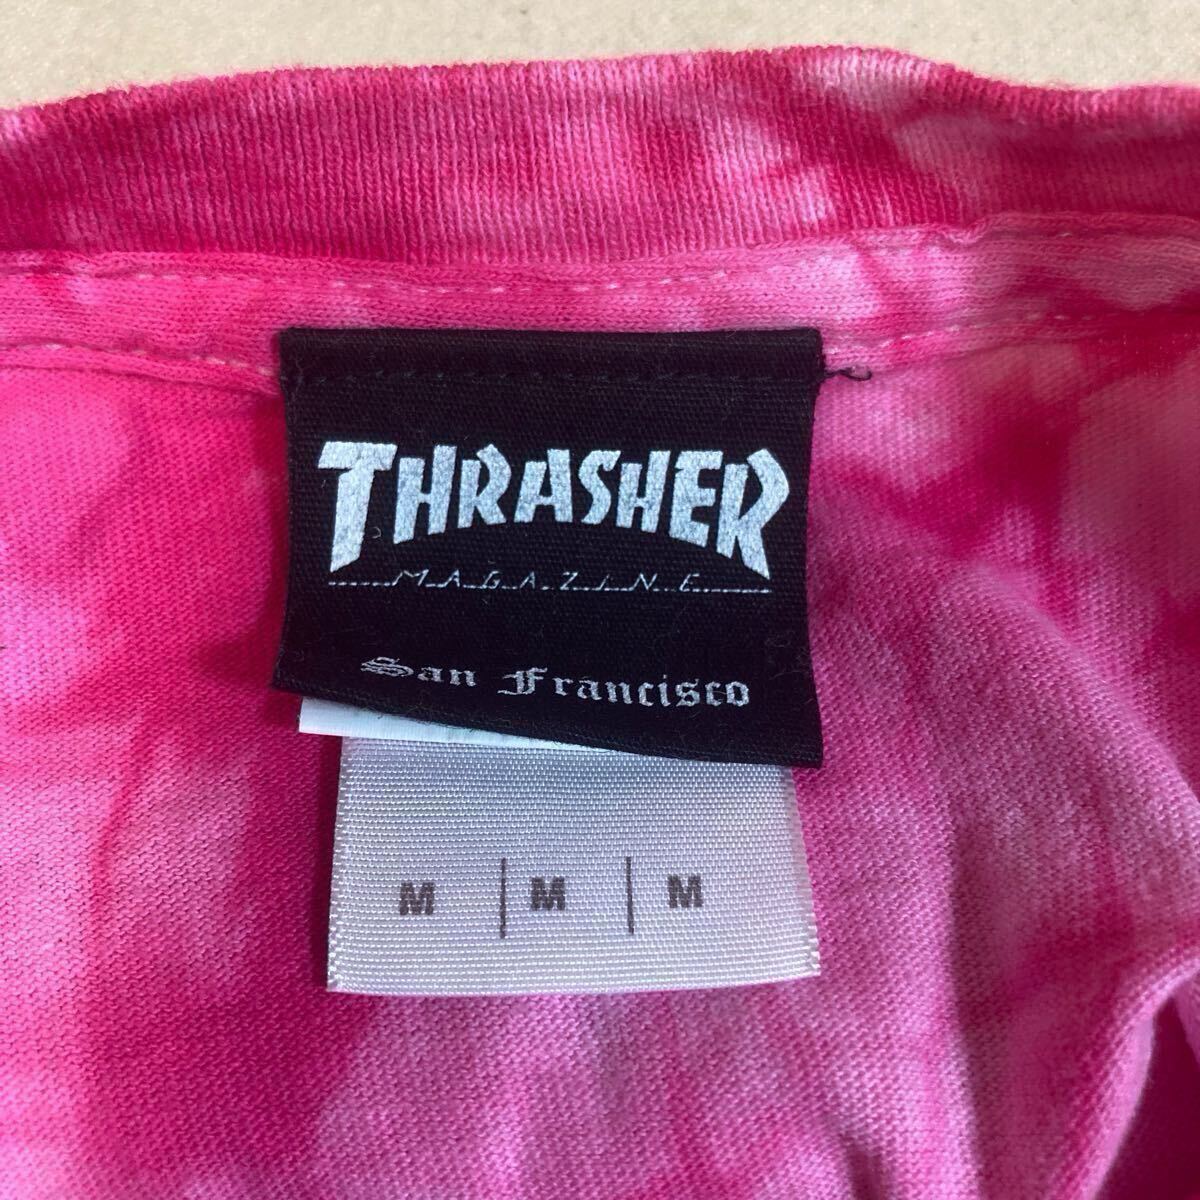 THRASHER
MAGAZINE
San Francisco
M | M | M